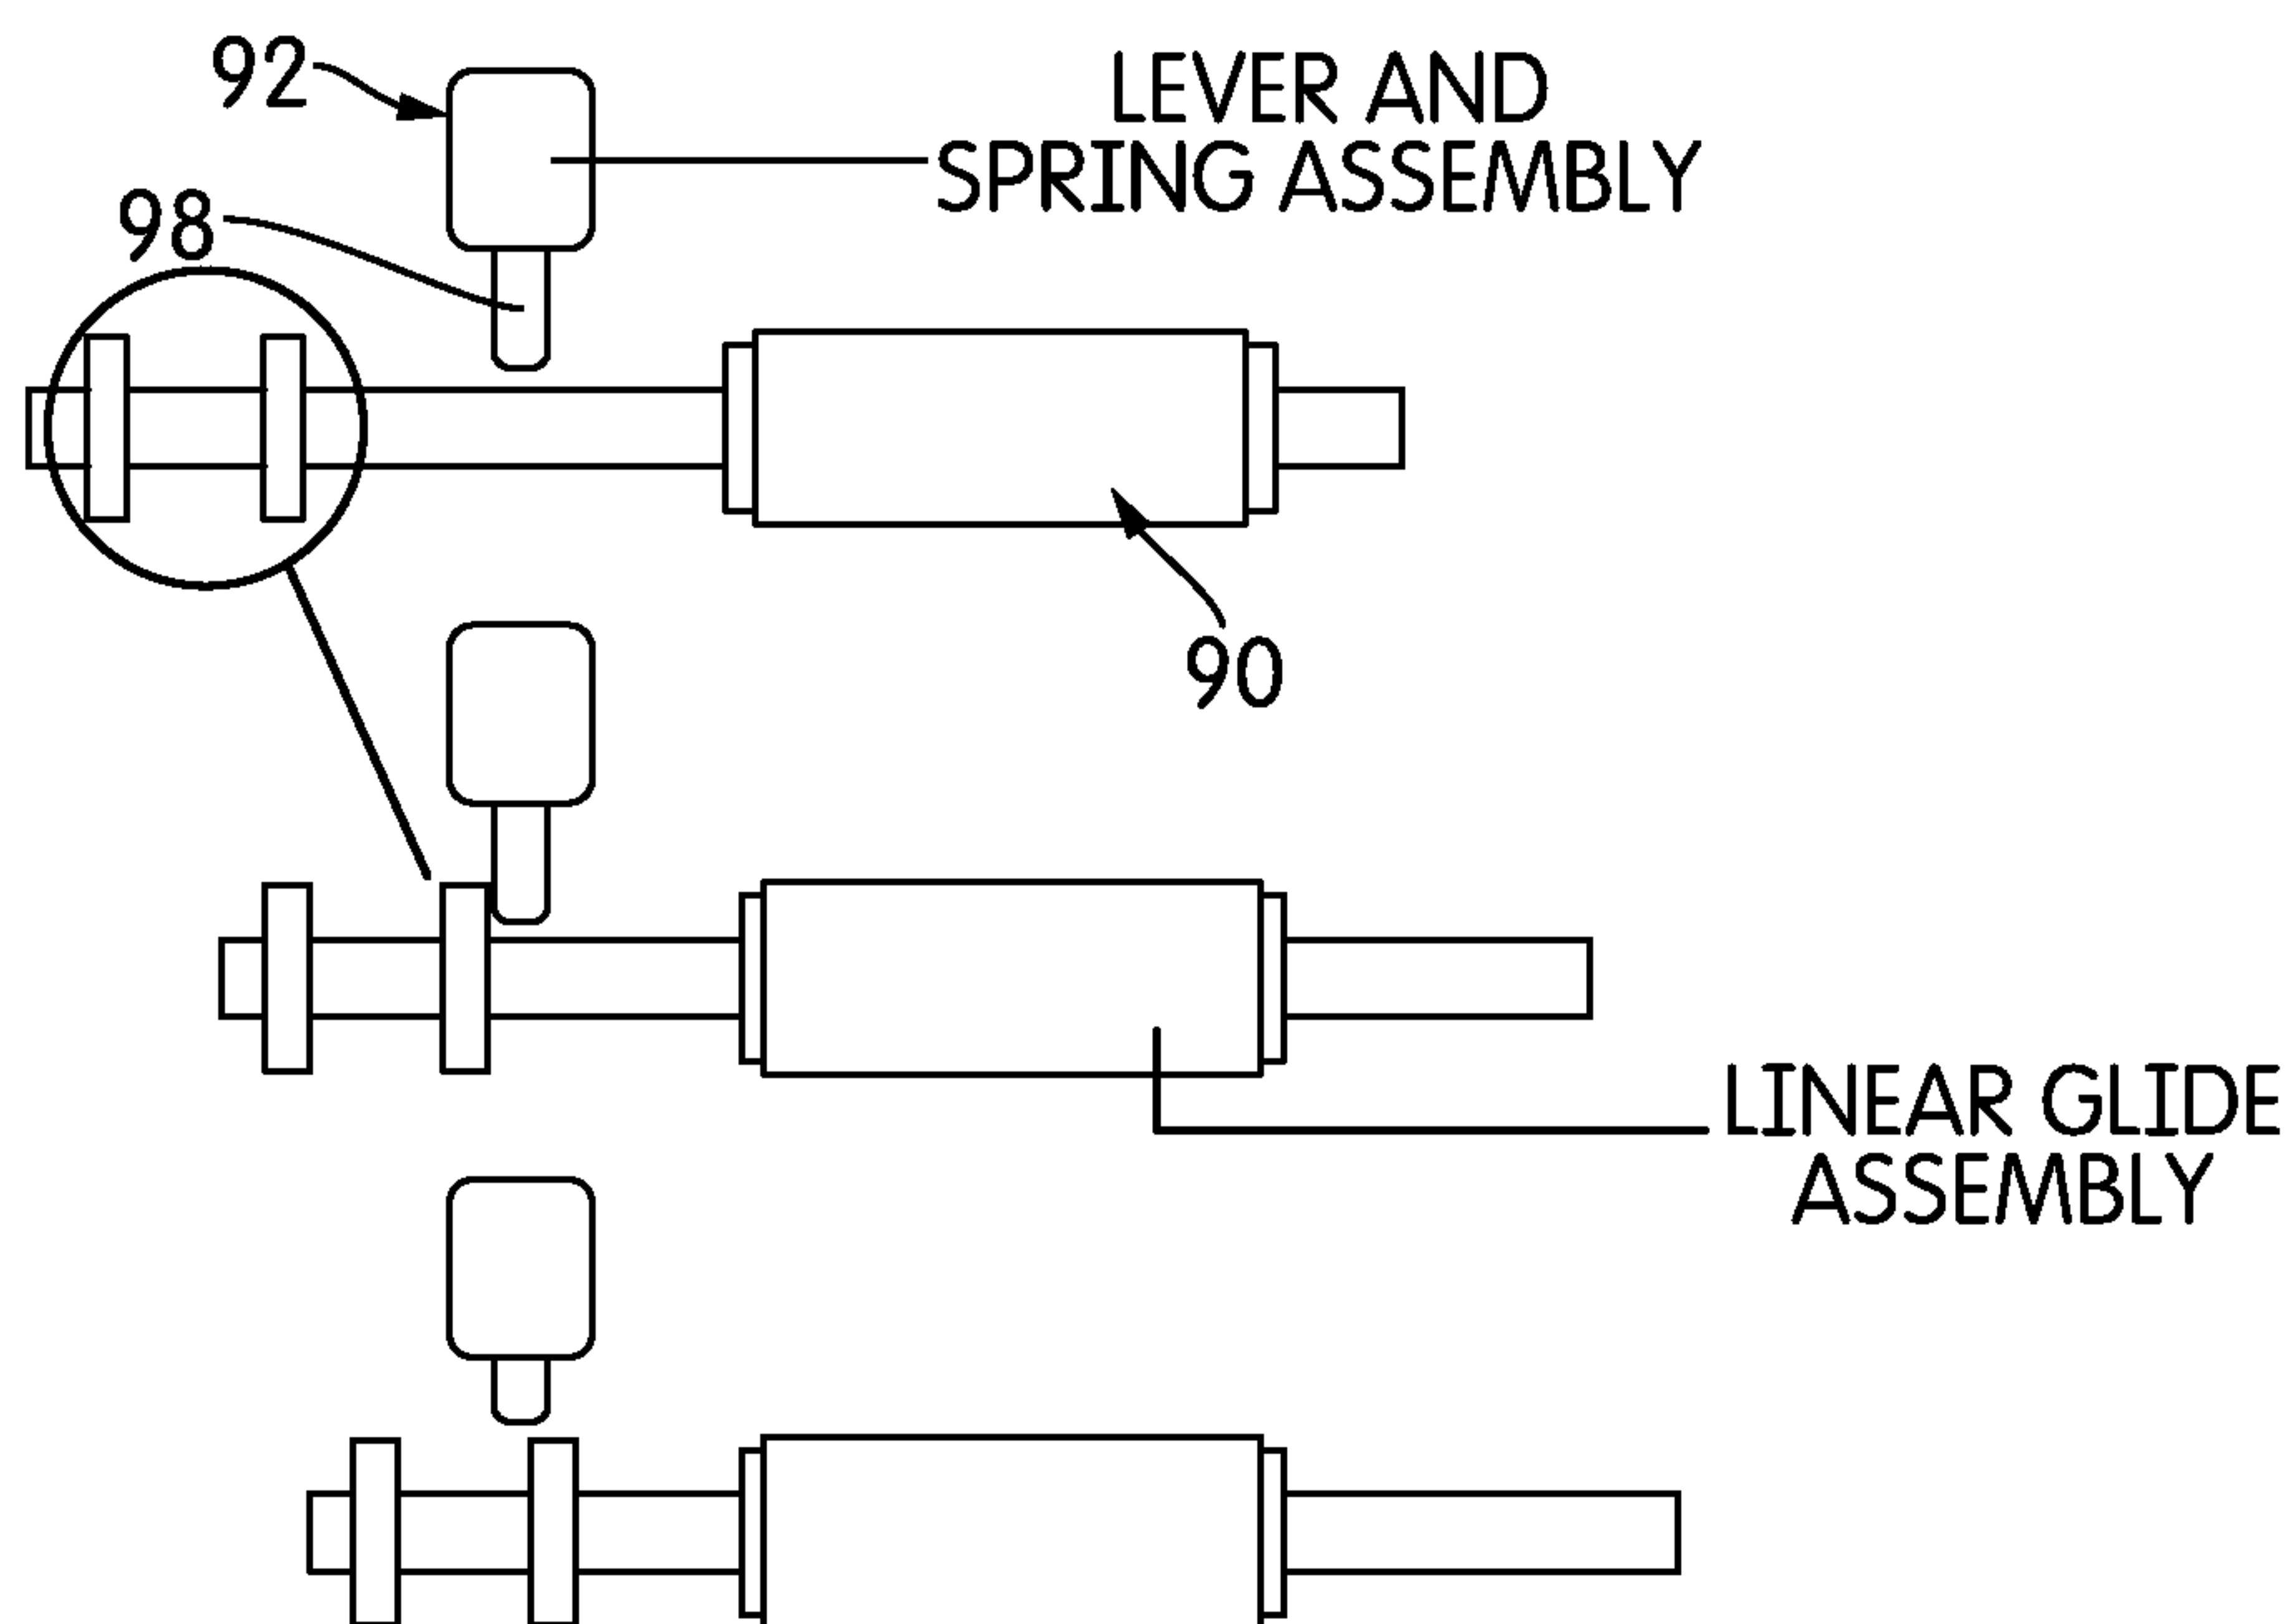 92
LEVER AND
SPRING ASSEMBLY
98
90
LINEAR GLIDE
ASSEMBLY